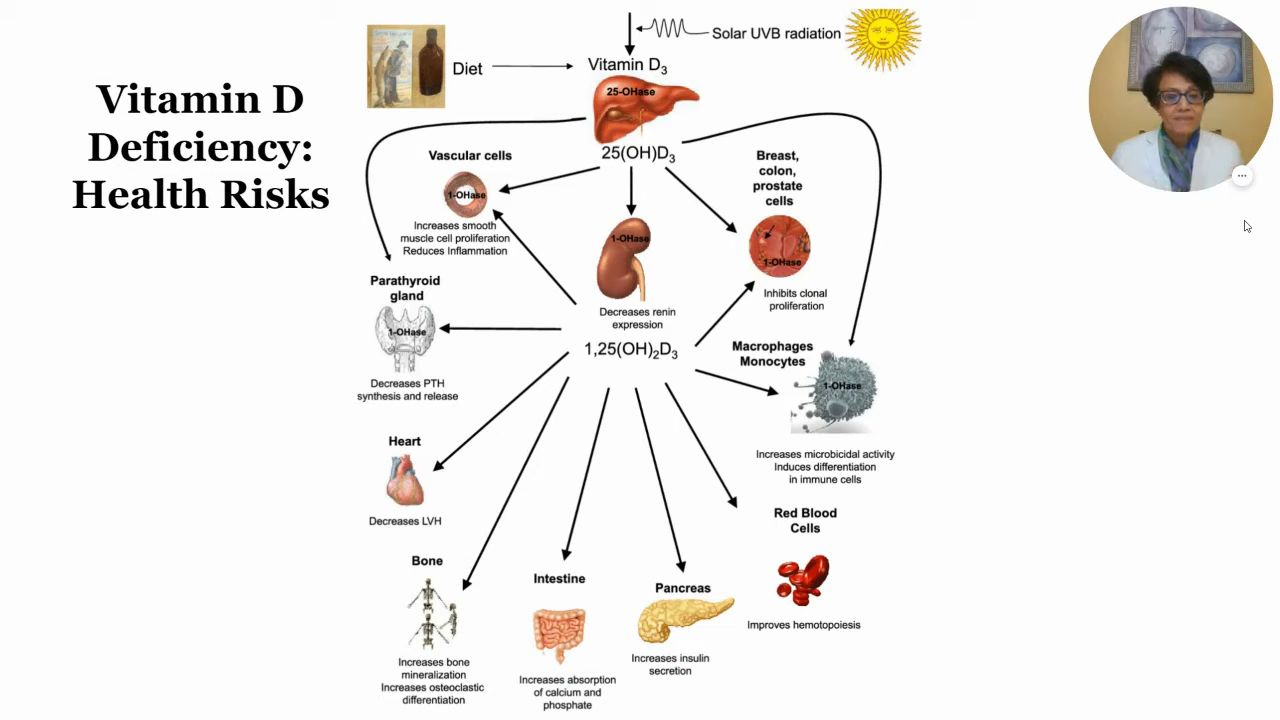 Vitamin D
Deficiency:
Health Risks
Solar UVB radiation
Diet
Vitamin D₃
25-OHase
25(OH)D₃
Vascular cells
1-OHase
Increases smooth
muscle cell proliferation
Reduces Inflammation
1-OHase
Decreases renin
expression
Breast,
colon,
prostate
cells
1-OHase
Inhibits clonal
proliferation
Parathyroid
gland
1-OHase
Decreases PTH
synthesis and release
1,25(OH)₂D₃
Macrophages
Monocytes
1-OHase
Increases microbicidal activity
Induces differentiation
in immune cells
Heart
Decreases LVH
Red Blood
Cells
Improves hemotopoiesis
Bone
Increases bone
mineralization
Increases osteoclastic
differentiation
Intestine
Increases absorption
of calcium and
phosphate
Pancreas
Increases insulin
secretion